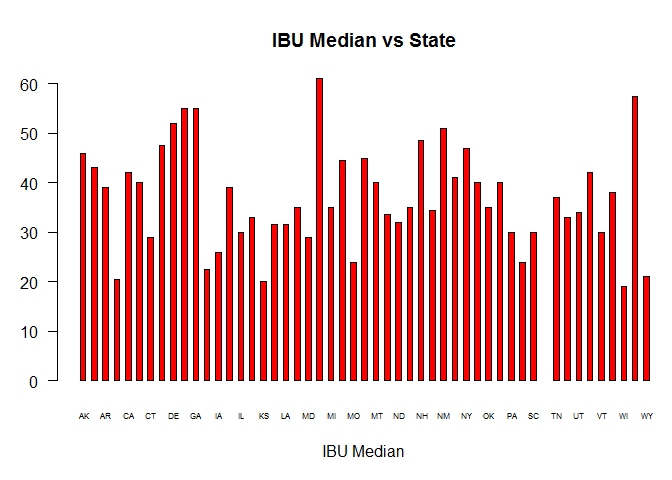 IBU Median vs State
60
50
40
30
20
10
0
AK AR CA CT DE GA IA IL KS LA MD MI MO MT ND NH NM NY OK PA SC TN UT VT WI WY
IBU Median